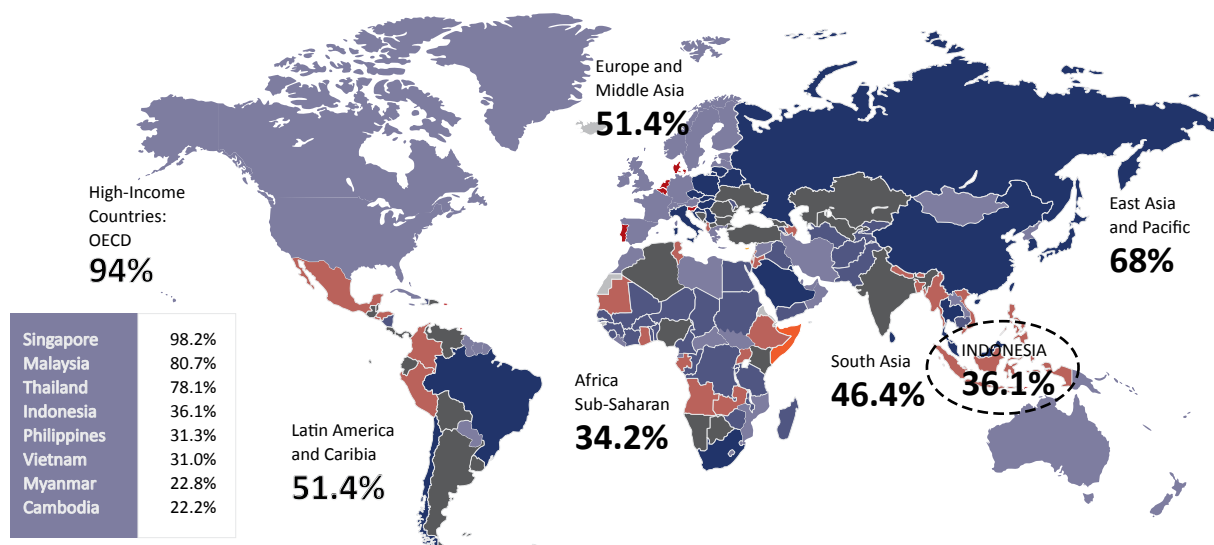 Europe and
Middle Asia
51.4%
High-Income
Countries:
OECD
94%
East Asia
and Pacific
68%
Singapore 98.2%
Malaysia 80.7%
Thailand 78.1%
Indonesia 36.1%
Philippines 31.3%
Vietnam 31.0%
Myanmar 22.8%
Cambodia 22.2%
Latin America
and Caribia
51.4%
Africa
Sub-Saharan
34.2%
South Asia
46.4%
INDONESIA
36.1%